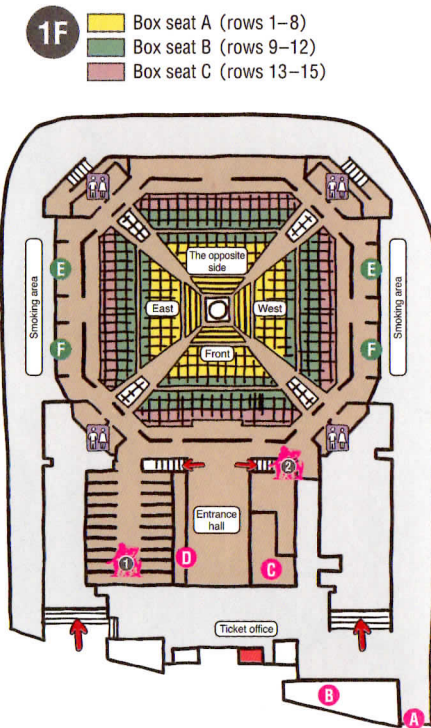 1F
Box seat A (rows 1–8)
Box seat B (rows 9–12)
Box seat C (rows 13–15)
The opposite
side
East
West
Front
Smoking area
Smoking area
E
E
F
F
2
Entrance
hall
1
D
C
Ticket office
B
A